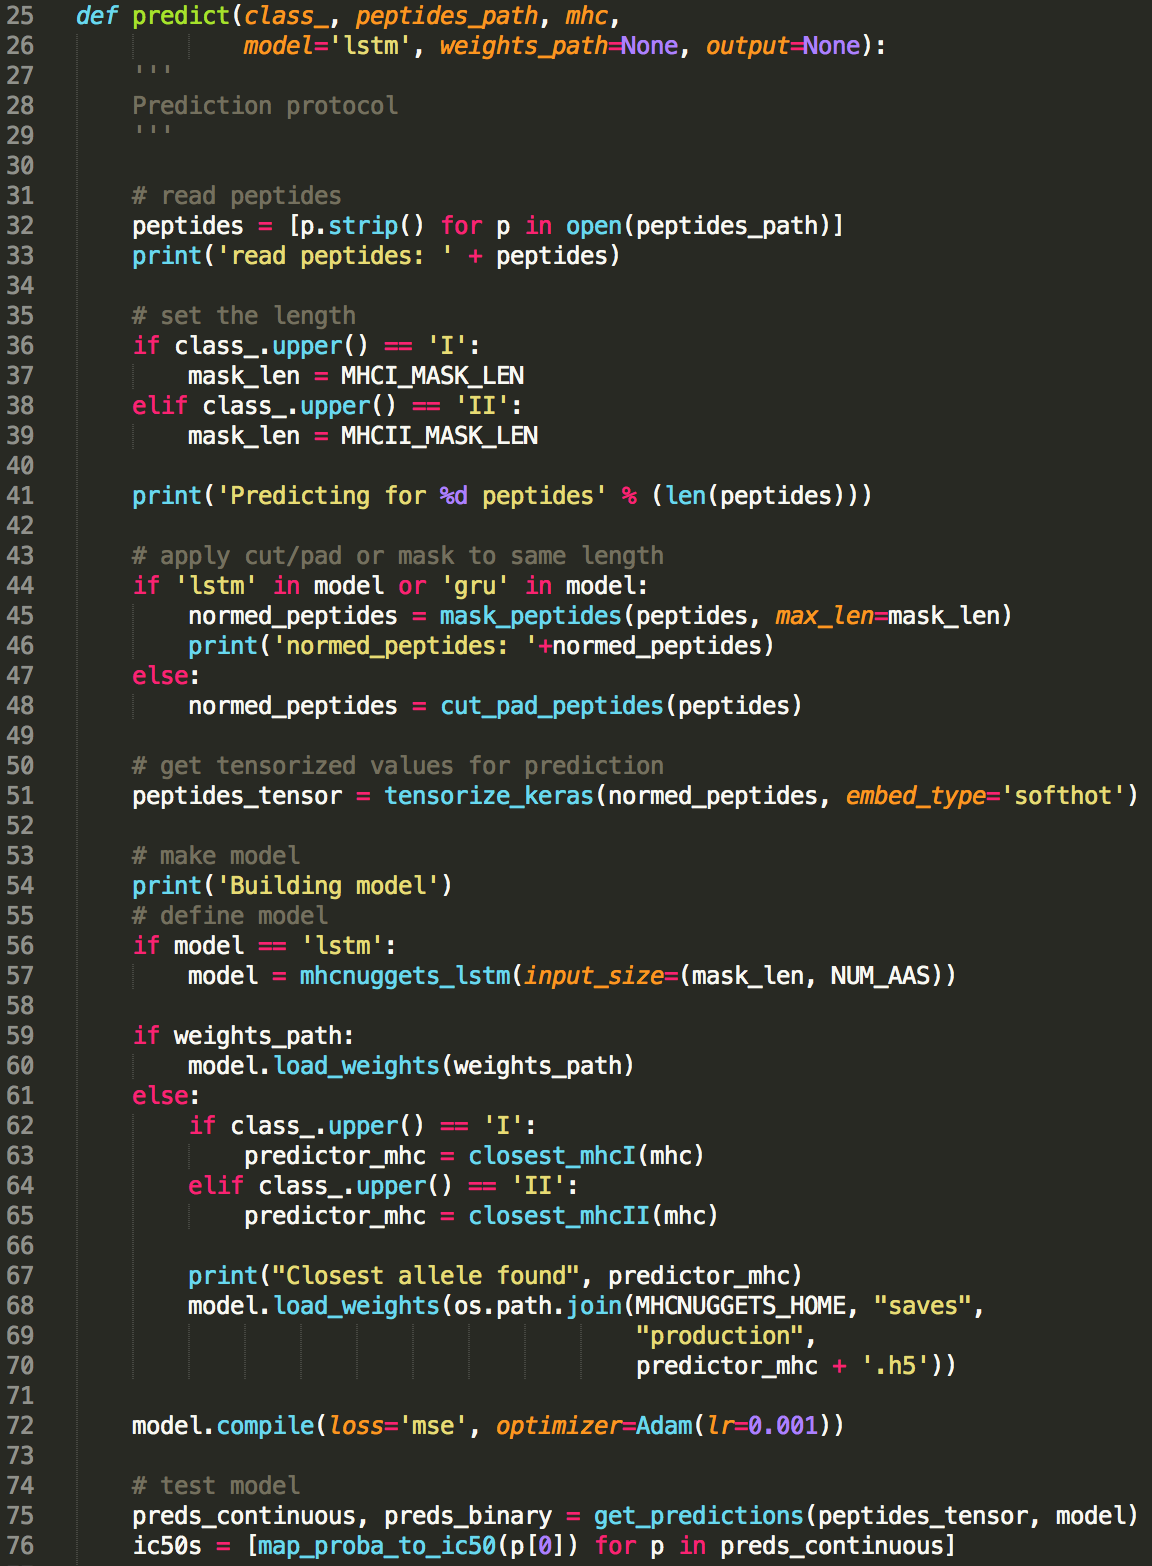 25 def predict(class_, peptides_path, mhc,
26             model='lstm', weights_path=None, output=None):
27     '''
28     Prediction protocol
29     '''
30
31     # read peptides
32     peptides = [p.strip() for p in open(peptides_path)]
33     print('read peptides: ' + peptides)
34
35     # set the length
36     if class_.upper() == 'I':
37         mask_len = MHCI_MASK_LEN
38     elif class_.upper() == 'II':
39         mask_len = MHCII_MASK_LEN
40
41     print('Predicting for %d peptides' % (len(peptides)))
42
43     # apply cut/pad or mask to same length
44     if 'lstm' in model or 'gru' in model:
45         normed_peptides = mask_peptides(peptides, max_len=mask_len)
46         print('normed_peptides: '+normed_peptides)
47     else:
48         normed_peptides = cut_pad_peptides(peptides)
49
50     # get tensorized values for prediction
51     peptides_tensor = tensorize_keras(normed_peptides, embed_type='softhot')
52
53     # make model
54     print('Building model')
55     # define model
56     if model == 'lstm':
57         model = mhcnuggets_lstm(input_size=(mask_len, NUM_AAS))
58
59     if weights_path:
60         model.load_weights(weights_path)
61     else:
62         if class_.upper() == 'I':
63             predictor_mhc = closest_mhcI(mhc)
64         elif class_.upper() == 'II':
65             predictor_mhc = closest_mhcII(mhc)
66
67         print("Closest allele found", predictor_mhc)
68         model.load_weights(os.path.join(MHCNUGGETS_HOME, "saves",
69                                         "production",
70                                         predictor_mhc + '.h5'))
71
72     model.compile(loss='mse', optimizer=Adam(lr=0.001))
73
74     # test model
75     preds_continuous, preds_binary = get_predictions(peptides_tensor, model)
76     ic50s = [map_proba_to_ic50(p[0]) for p in preds_continuous]